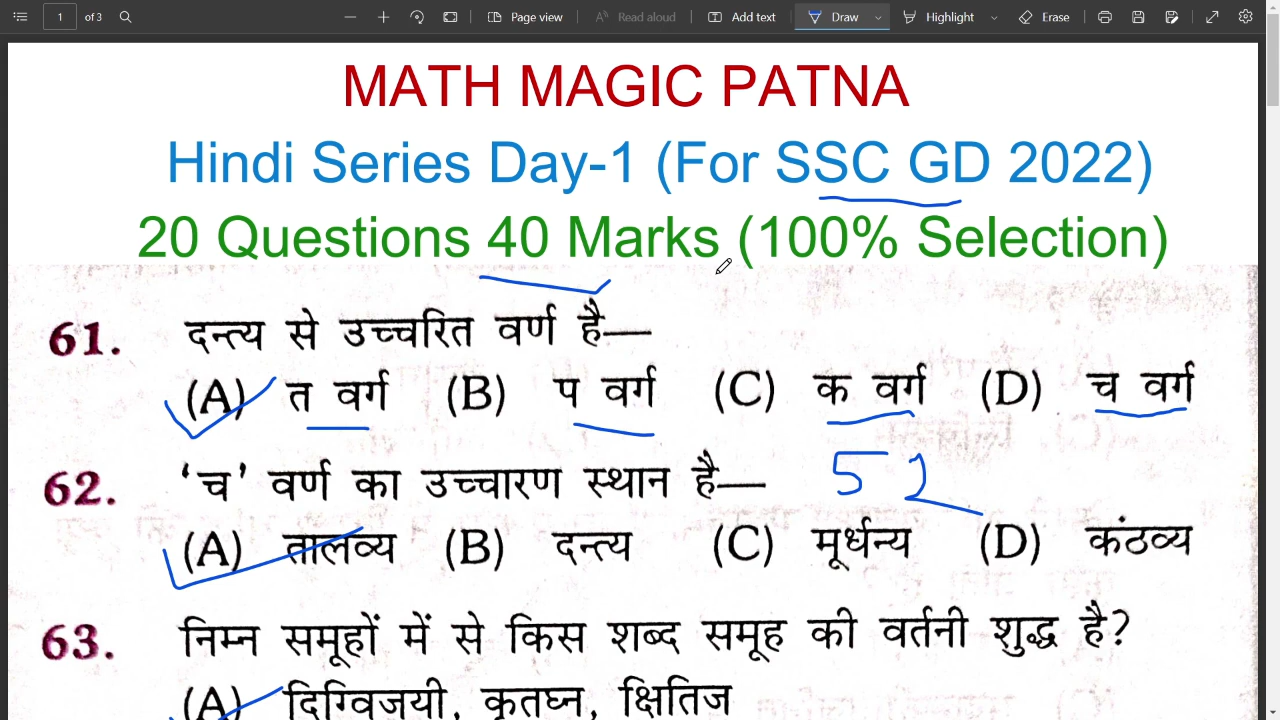 1 of 3 Page view Read aloud Add text Draw Highlight Erase
MATH MAGIC PATNA
Hindi Series Day-1 (For SSC GD 2022)
20 Questions 40 Marks (100% Selection)
61. दन्त्य से उच्चरित वर्ण है—
(A) त वर्ग (B) प वर्ग (C) क वर्ग (D) च वर्ग
52
62. 'च' वर्ण का उच्चारण स्थान है—
(A) तालव्य (B) दन्त्य (C) मूर्धन्य (D) कंठव्य
63. निम्न समूहों में से किस शब्द समूह की वर्तनी शुद्ध है?
(A) दिग्विजयी, कृतघ्न, क्षितिज